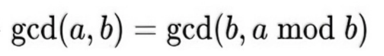 gcd(a, b) = gcd(b, a mod b)